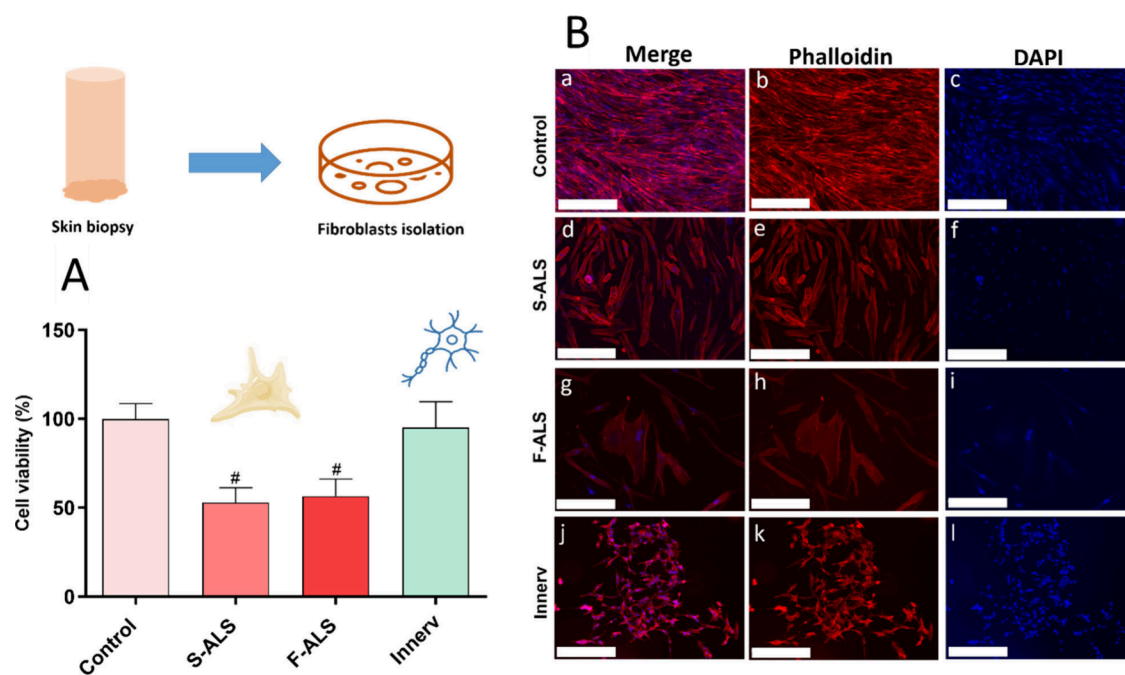 Skin biopsy
Fibroblasts isolation
A
Cell viability (%)
150
100
50
0
#
#
Control
S-ALS
F-ALS
Innerv
B
Merge
Phalloidin
DAPI
Control
a
b
c
S-ALS
d
e
f
F-ALS
g
h
i
Innerv
j
k
l